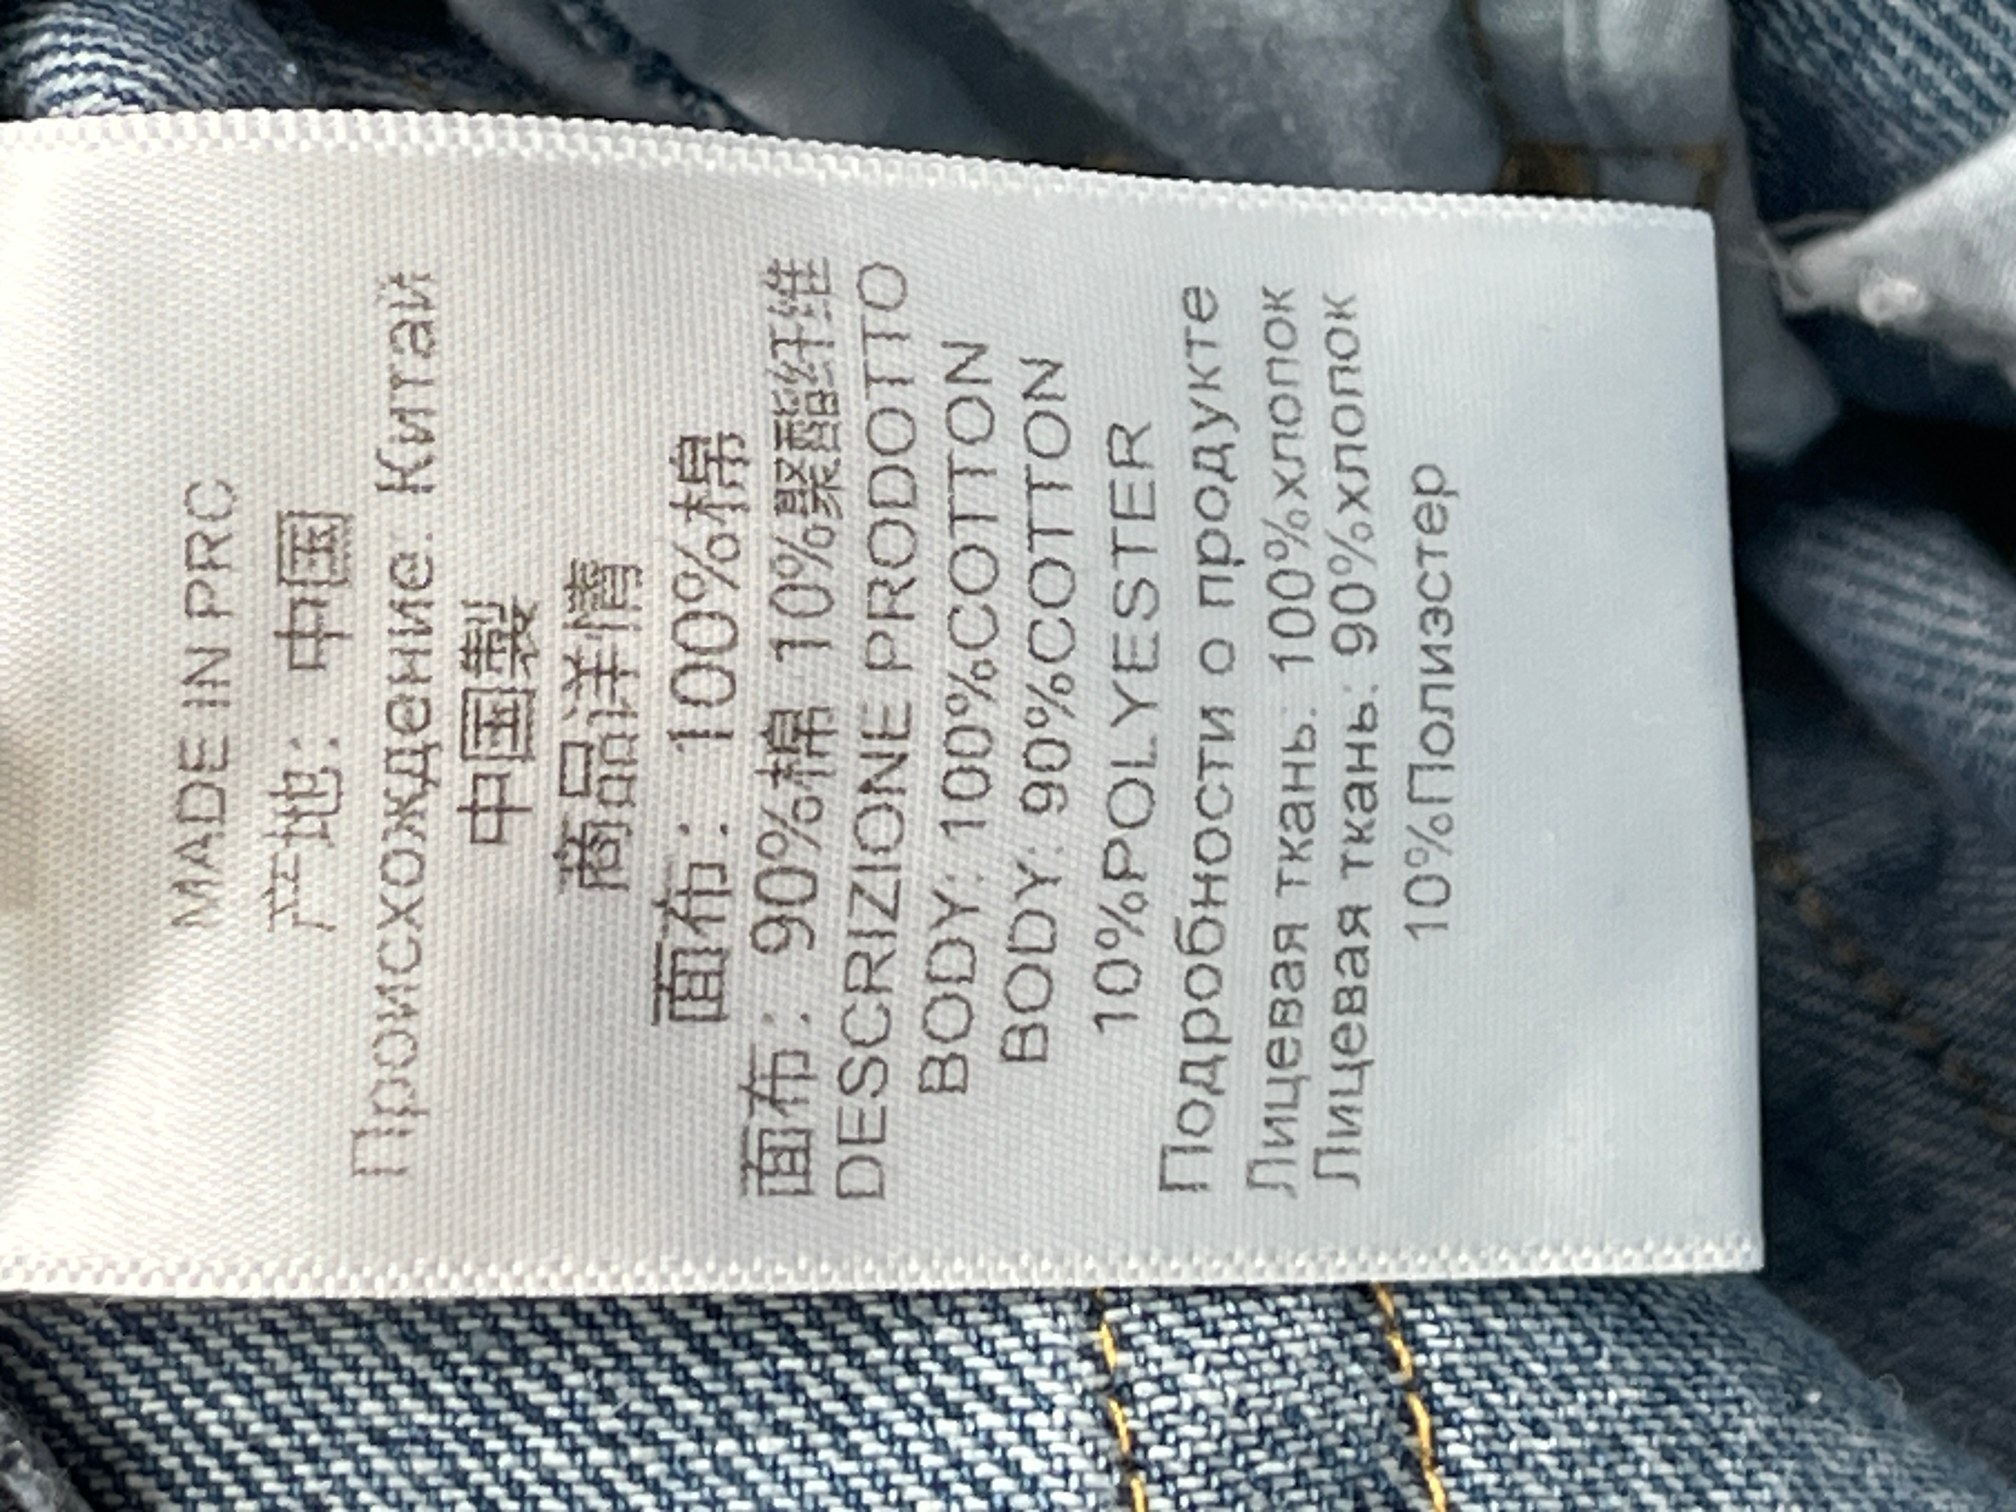 MADE IN PRC
产地: 中国
Происхождение: Китай
中国製
商品详情
面布: 100%棉
面布: 90%棉 10%聚酯纤维
DESCRIZIONE PRODOTTO
BODY: 100%COTTON
BODY: 90%COTTON
10%POLYESTER
Подробности о продукте
Лицевая ткань: 100%хлопок
Лицевая ткань: 90%хлопок
10%Полиэстер